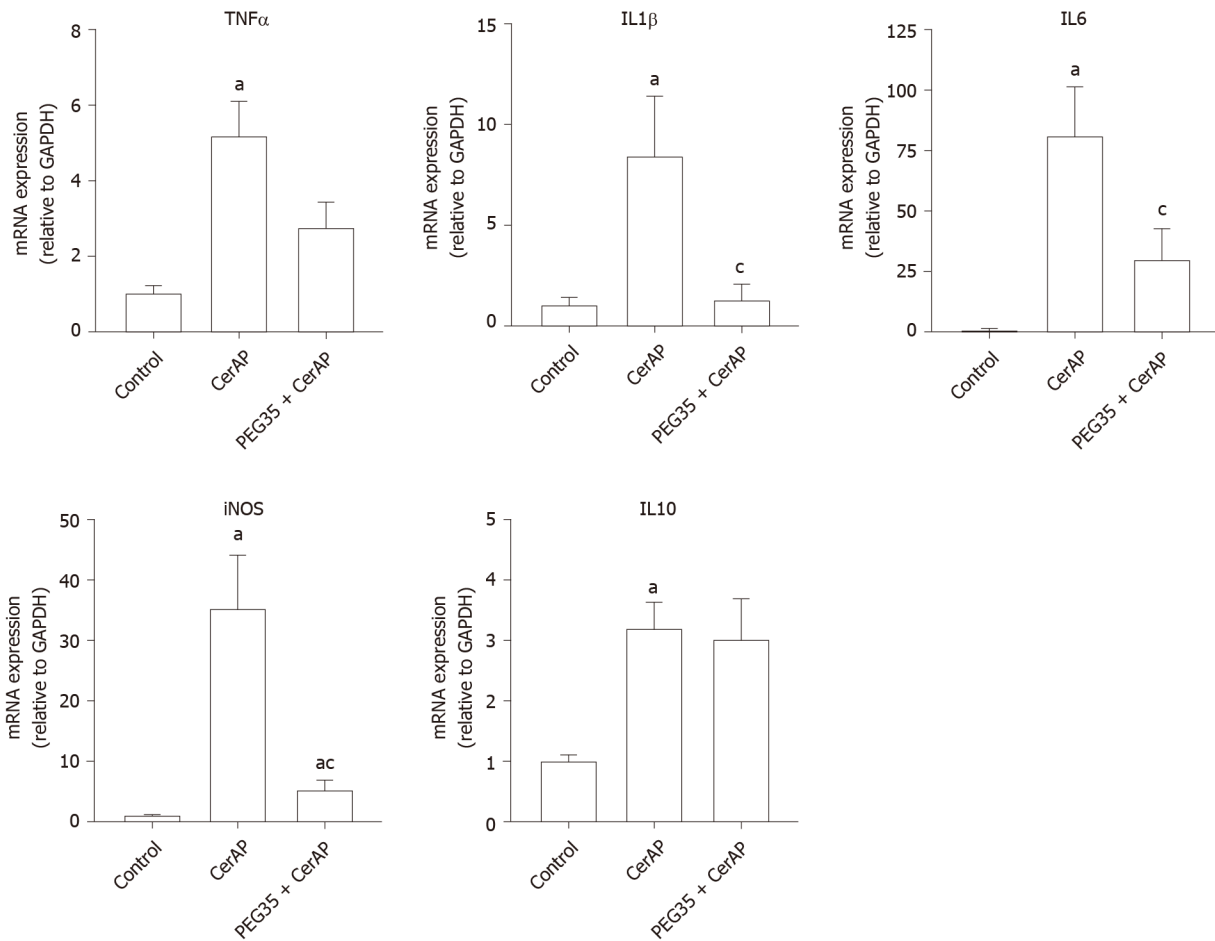 TNFα
mRNA expression
(relative to GAPDH)
8
6
4
2
0
a
Control
CerAP
PEG35 + CerAP
IL1β
mRNA expression
(relative to GAPDH)
15
10
5
0
a
c
Control
CerAP
PEG35 + CerAP
IL6
mRNA expression
(relative to GAPDH)
125
100
75
50
25
0
a
c
Control
CerAP
PEG35 + CerAP
iNOS
mRNA expression
(relative to GAPDH)
50
40
30
20
10
0
a
ac
Control
CerAP
PEG35 + CerAP
IL10
mRNA expression
(relative to GAPDH)
5
4
3
2
1
0
a
Control
CerAP
PEG35 + CerAP